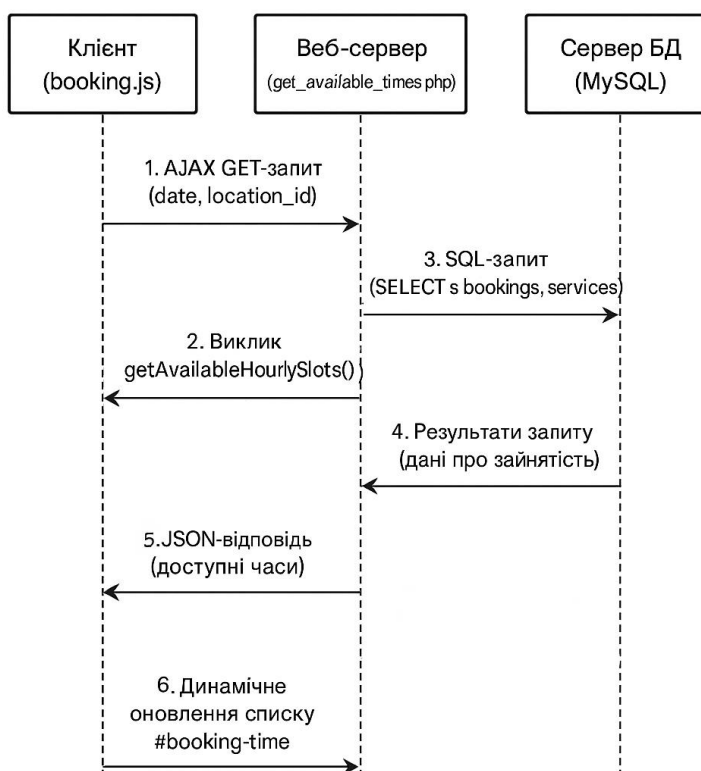 Клієнт
(booking.js)
Веб-сервер
(get_available_times php)
Сервер БД
(MySQL)
1. AJAX GET-запит
(date, location_id)
3. SQL-запит
(SELECT s bookings, services)
2. Виклик
getAvailableHourlySlots()
4. Результати запиту
(дані про зайнятість)
5.JSON-відповідь
(доступні часи)
6. Динамічне
оновлення списку
#booking-time